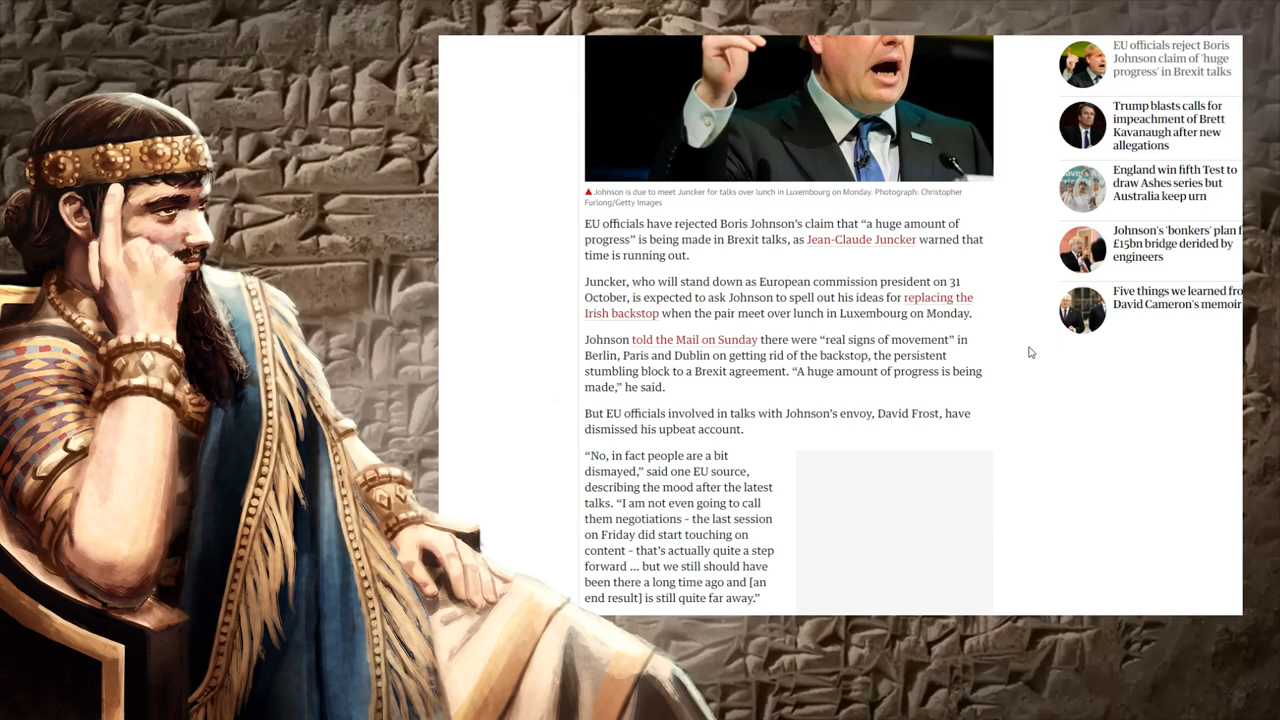 Johnson is due to meet Juncker for talks over lunch in Luxembourg on Monday. Photograph: Christopher
Furlong/Getty Images
EU officials have rejected Boris Johnson's claim that “a huge amount of
progress” is being made in Brexit talks, as Jean-Claude Juncker warned that
time is running out.
Juncker, who will stand down as European commission president on 31
October, is expected to ask Johnson to spell out his ideas for replacing the
Irish backstop when the pair meet over lunch in Luxembourg on Monday.
Johnson told the Mail on Sunday there were “real signs of movement” in
Berlin, Paris and Dublin on getting rid of the backstop, the persistent
stumbling block to a Brexit agreement. “A huge amount of progress is being
made,” he said.
But EU officials involved in talks with Johnson's envoy, David Frost, have
dismissed his upbeat account.
“No, in fact people are a bit
dismayed,” said one EU source,
describing the mood after the latest
talks. “I am not even going to call
them negotiations – the last session
on Friday did start touching on
content – that's actually quite a step
forward ... but we still should have
been there a long time ago and [an
end result] is still quite far away.”
EU officials reject Boris
Johnson claim of 'huge
progress' in Brexit talks
Trump blasts calls for
impeachment of Brett
Kavanaugh after new
allegations
England win fifth Test to
draw Ashes series but
Australia keep urn
Johnson's 'bonkers' plan f
£15bn bridge derided by
engineers
Five things we learned fro
David Cameron's memoir